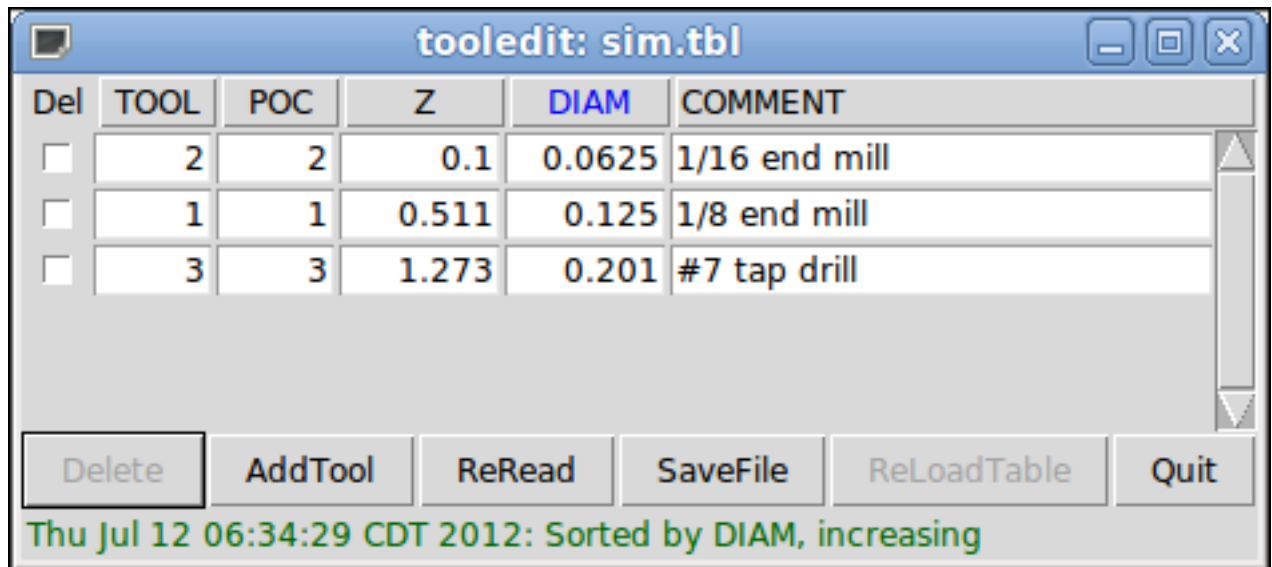 tooledit: sim.tbl
Del TOOL POC Z DIAM COMMENT
2 2 0.1 0.0625 1/16 end mill
1 1 0.511 0.125 1/8 end mill
3 3 1.273 0.201 #7 tap drill
Delete AddTool ReRead SaveFile ReLoadTable Quit
Thu Jul 12 06:34:29 CDT 2012: Sorted by DIAM, increasing